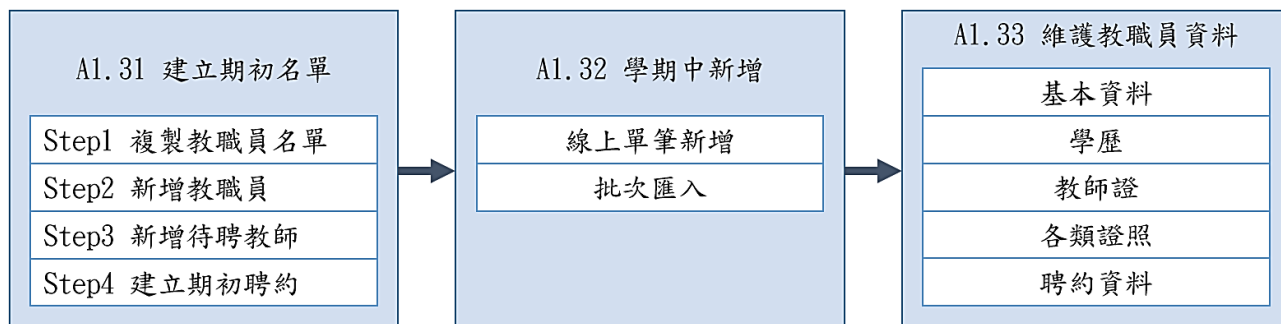 A1.31 建立期初名單
Step1 複製教職員名單
Step2 新增教職員
Step3 新增待聘教師
Step4 建立期初聘約
A1.32 學期中新增
線上單筆新增
批次匯入
A1.33 維護教職員資料
基本資料
學歷
教師證
各類證照
聘約資料